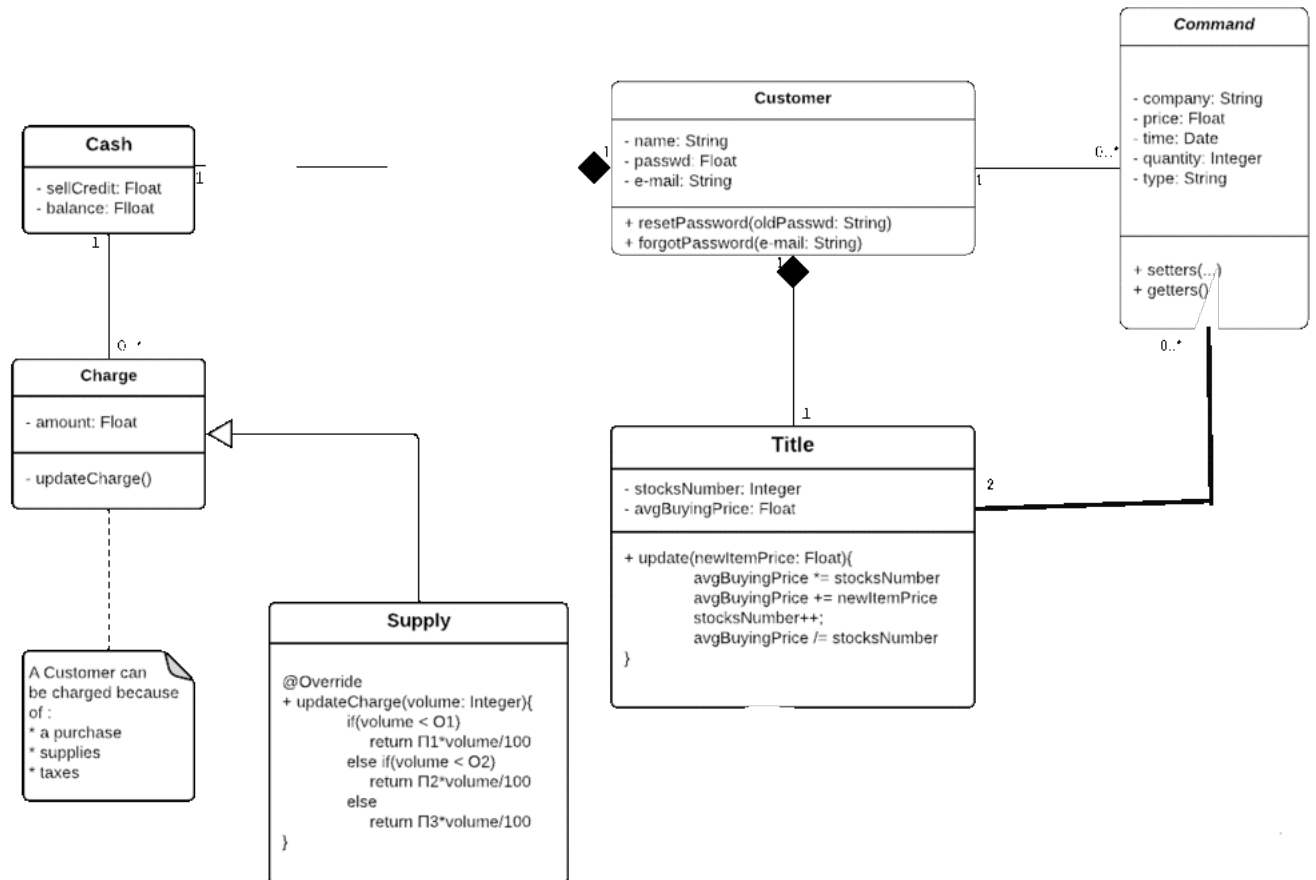 Command
- company: String
- price: Float
- time: Date
- quantity: Integer
- type: String
+ setters(...)
+ getters()
0..*
Customer
- name: String
- passwd: Float
- e-mail: String
+ resetPassword(oldPasswd: String)
+ forgotPassword(e-mail: String)
1
1
0..*
1
1
Cash
- sellCredit: Float
- balance: Flloat
1
1
0..*
Charge
- amount: Float
- updateCharge()
A Customer can
be charged because
of :
* a purchase
* supplies
* taxes
Supply
@Override
+ updateCharge(volume: Integer){
if(volume < O1)
return Π1*volume/100
else if(volume < O2)
return Π2*volume/100
else
return Π3*volume/100
}
Title
- stocksNumber: Integer
- avgBuyingPrice: Float
+ update(newItemPrice: Float){
avgBuyingPrice *= stocksNumber
avgBuyingPrice += newItemPrice
stocksNumber++;
avgBuyingPrice /= stocksNumber
}
2